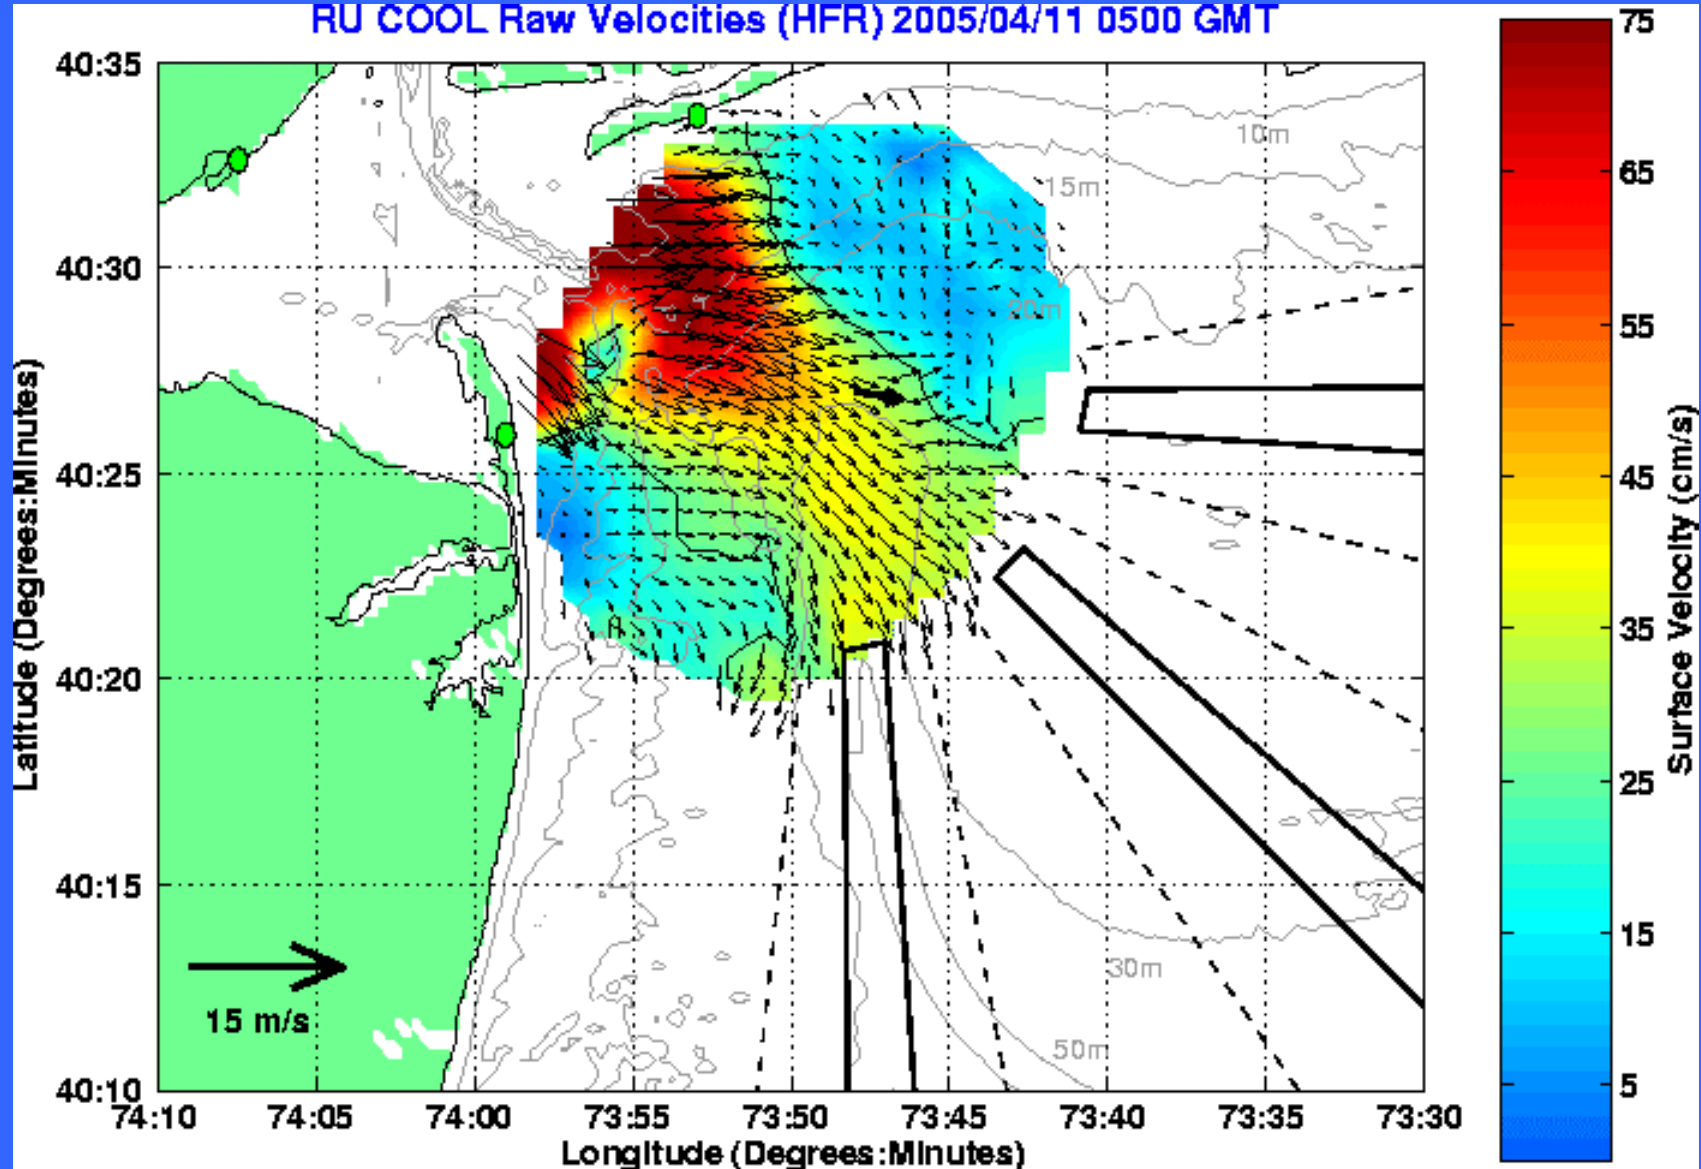 RU COOL Raw Velocities (HFR) 2005/04/11 0500 GMT
75
65
55
45
35
25
15
5
Surface Velocity (cm/s)
40:35
40:30
40:25
40:20
40:15
40:10
Latitude (Degrees:Minutes)
10m
15m
20m
30m
50m
15 m/s
74:10
74:05
74:00
73:55
73:50
73:45
73:40
73:35
73:30
Longitude (Degrees:Minutes)